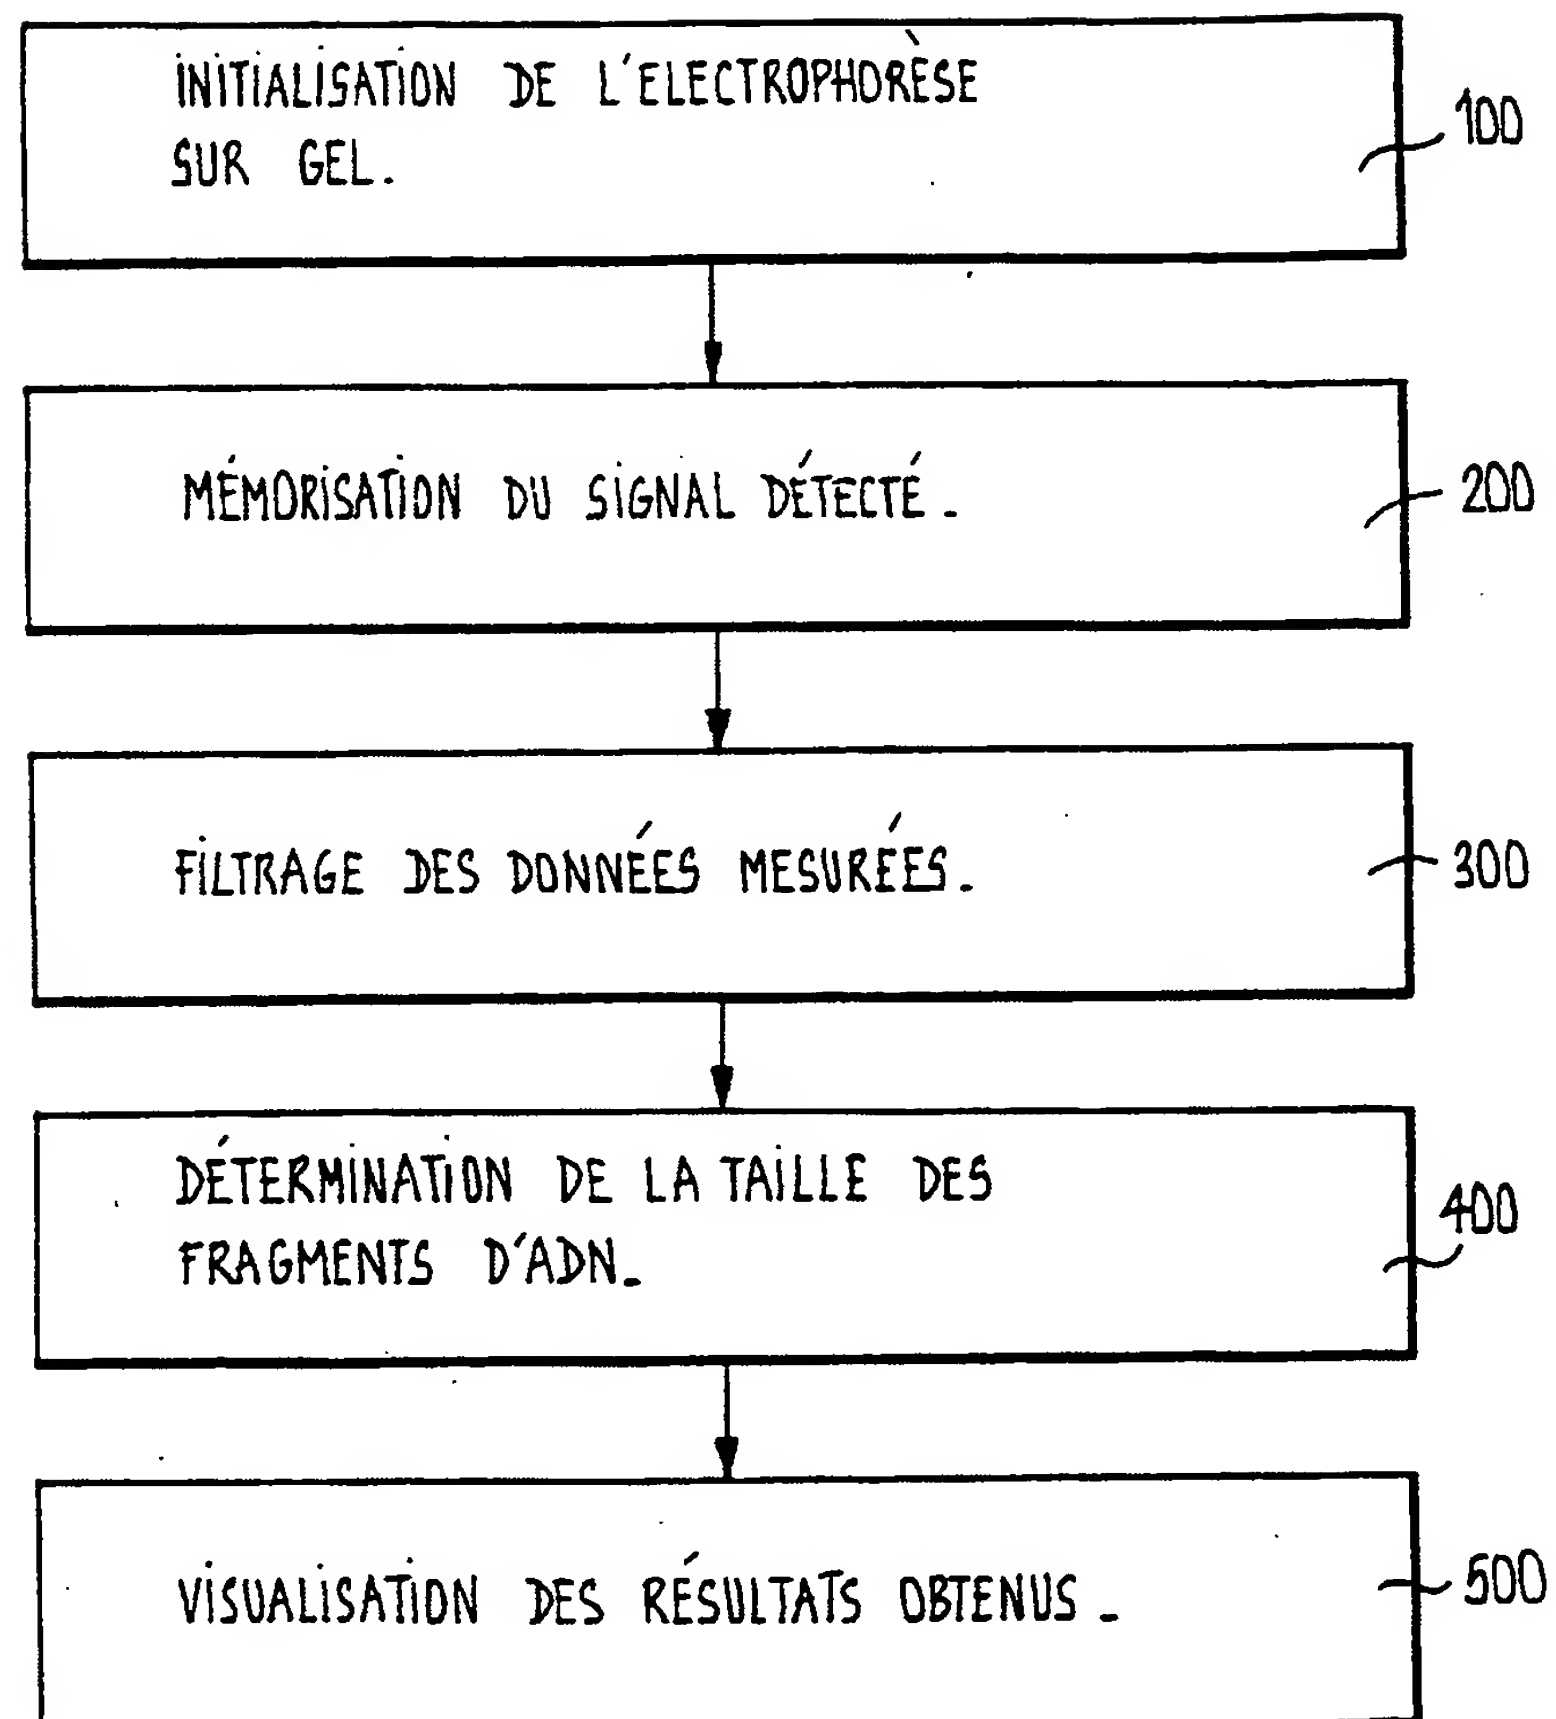 INITIALISATION DE L'ELECTROPHORÈSE
SUR GEL.
100
MÉMORISATION DU SIGNAL DÉTECTÉ.
200
FILTRAGE DES DONNÉES MESURÉES.
300
DÉTERMINATION DE LA TAILLE DES
FRAGMENTS D'ADN.
400
VISUALISATION DES RÉSULTATS OBTENUS.
500